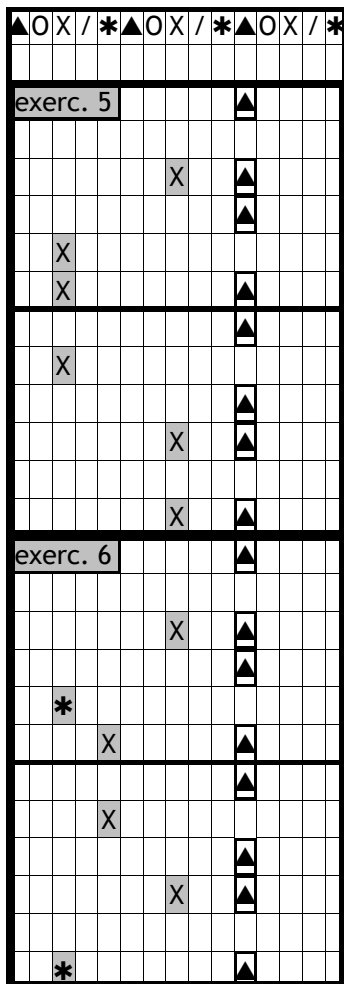 ▲OX/✱▲OX/✱▲OX/✱
exerc. 5 ▲
X ▲
▲
X
X ▲
▲
X
▲
X ▲
X ▲
exerc. 6 ▲
X ▲
▲
✱
X ▲
▲
X
▲
X ▲
✱ ▲